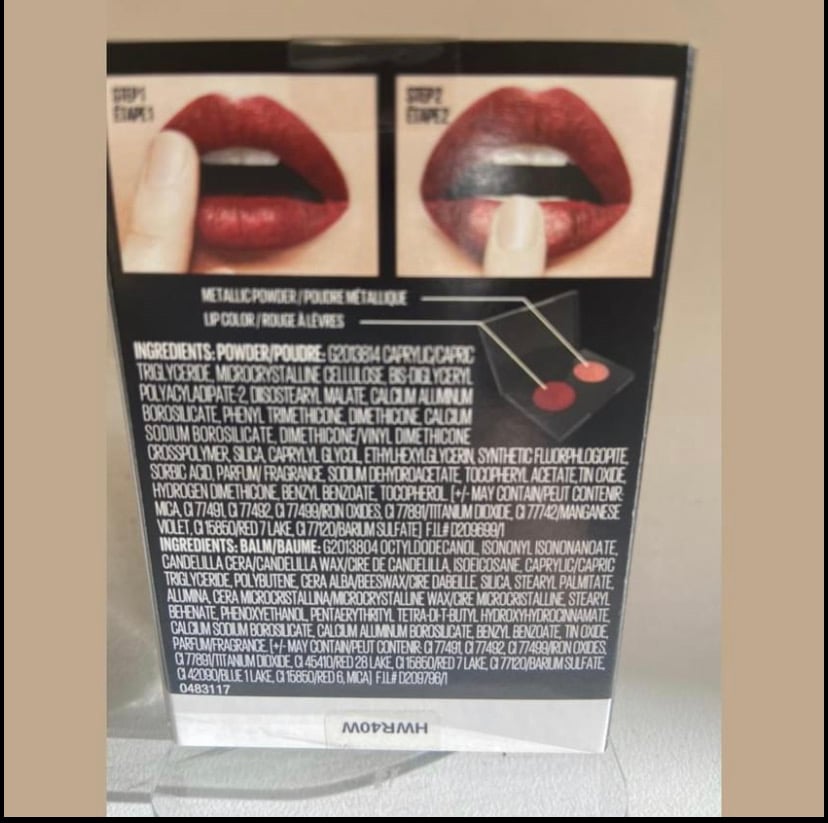 STEP 1
ÉTAPE 1
STEP 2
ÉTAPE 2
METALLIC POWDER / POUDRE MÉTALLIQUE
LIP COLOR / ROUGE À LÈVRES
INGREDIENTS: POWDER/POUDRE: G2013814 CAPRYLIC/CAPRIC
TRIGLYCERIDE, MICROCRYSTALLINE CELLULOSE, BIS-DIGLYCERYL
POLYACYLADIPATE-2, DIISOSTEARYL MALATE, CALCIUM ALUMINUM
BOROSILICATE, PHENYL TRIMETHICONE, DIMETHICONE, CALCIUM
SODIUM BOROSILICATE, DIMETHICONE/VINYL DIMETHICONE
CROSSPOLYMER, SILICA, CAPRYLYL GLYCOL, ETHYLHEXYLGLYCERIN, SYNTHETIC FLUORPHLOGOPITE,
SORBIC ACID, PARFUM/ FRAGRANCE, SODIUM DEHYDROACETATE, TOCOPHERYL ACETATE, TIN OXIDE,
HYDROGEN DIMETHICONE, BENZYL BENZOATE, TOCOPHEROL. [+/- MAY CONTAIN/PEUT CONTENIR:
MICA, CI 77491, CI 77492, CI 77499/IRON OXIDES, CI 77891/TITANIUM DIOXIDE, CI 77742/MANGANESE
VIOLET, CI 15850/RED 7 LAKE, CI 77120/BARIUM SULFATE] F.I.L.# D209699/1
INGREDIENTS: BALM/BAUME: G2013804 OCTYLDODECANOL, ISONONYL ISONONANOATE,
CANDELILLA CERA/CANDELILLA WAX/CIRE DE CANDELILLA, ISOEICOSANE, CAPRYLIC/CAPRIC
TRIGLYCERIDE, POLYBUTENE, CERA ALBA/BEESWAX/CIRE DABEILLE, SILICA, STEARYL PALMITATE,
ALUMINA, CERA MICROCRISTALLINA/MICROCRYSTALLINE WAX/CIRE MICROCRISTALLINE, STEARYL
BEHENATE, PHENOXYETHANOL, PENTAERYTHRITYL TETRA-DI-T-BUTYL HYDROXYHYDROCINNAMATE,
CALCIUM SODIUM BOROSILICATE, CALCIUM ALUMINUM BOROSILICATE, BENZYL BENZOATE, TIN OXIDE,
PARFUM/FRAGRANCE. [+/- MAY CONTAIN/PEUT CONTENIR: CI 77491, CI 77492, CI 77499/IRON OXIDES,
CI 77891/TITANIUM DIOXIDE, CI 45410/RED 28 LAKE, CI 15850/RED 7 LAKE, CI 77120/BARIUM SULFATE,
CI 42090/BLUE 1 LAKE, CI 15850/RED 6, MICA] F.I.L.# D209796/1
0483117
HWR40W